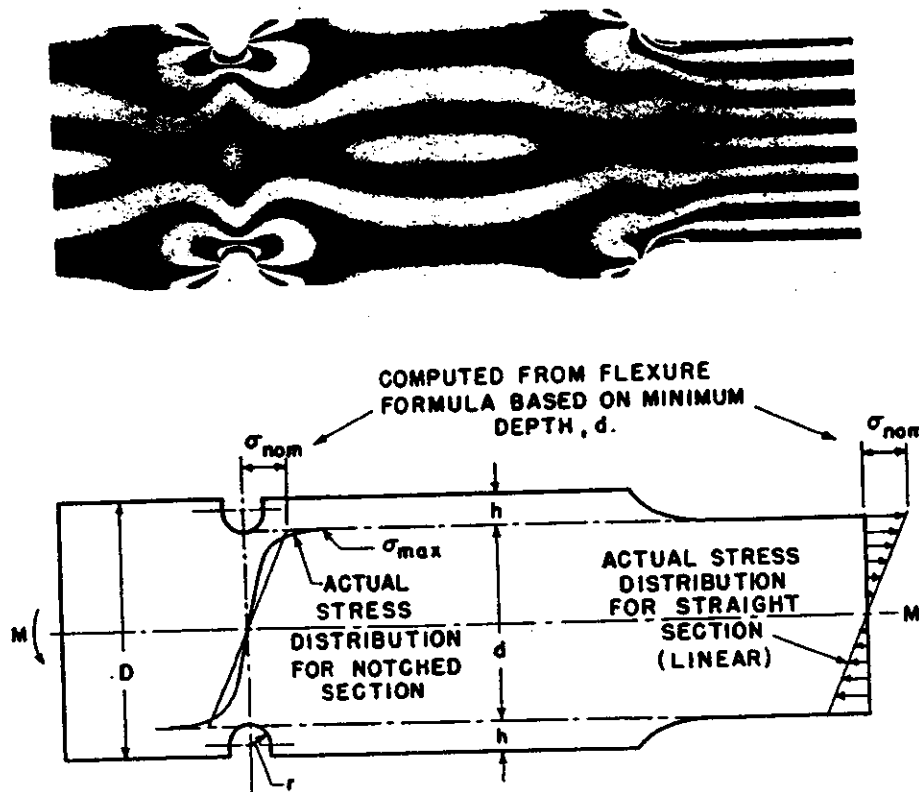 COMPUTED FROM FLEXURE
FORMULA BASED ON MINIMUM
DEPTH, d.
σnom
σnom
h
σmax
ACTUAL
STRESS
DISTRIBUTION
FOR NOTCHED
SECTION
ACTUAL STRESS
DISTRIBUTION
FOR STRAIGHT
SECTION
(LINEAR)
M
D
d
M
h
r